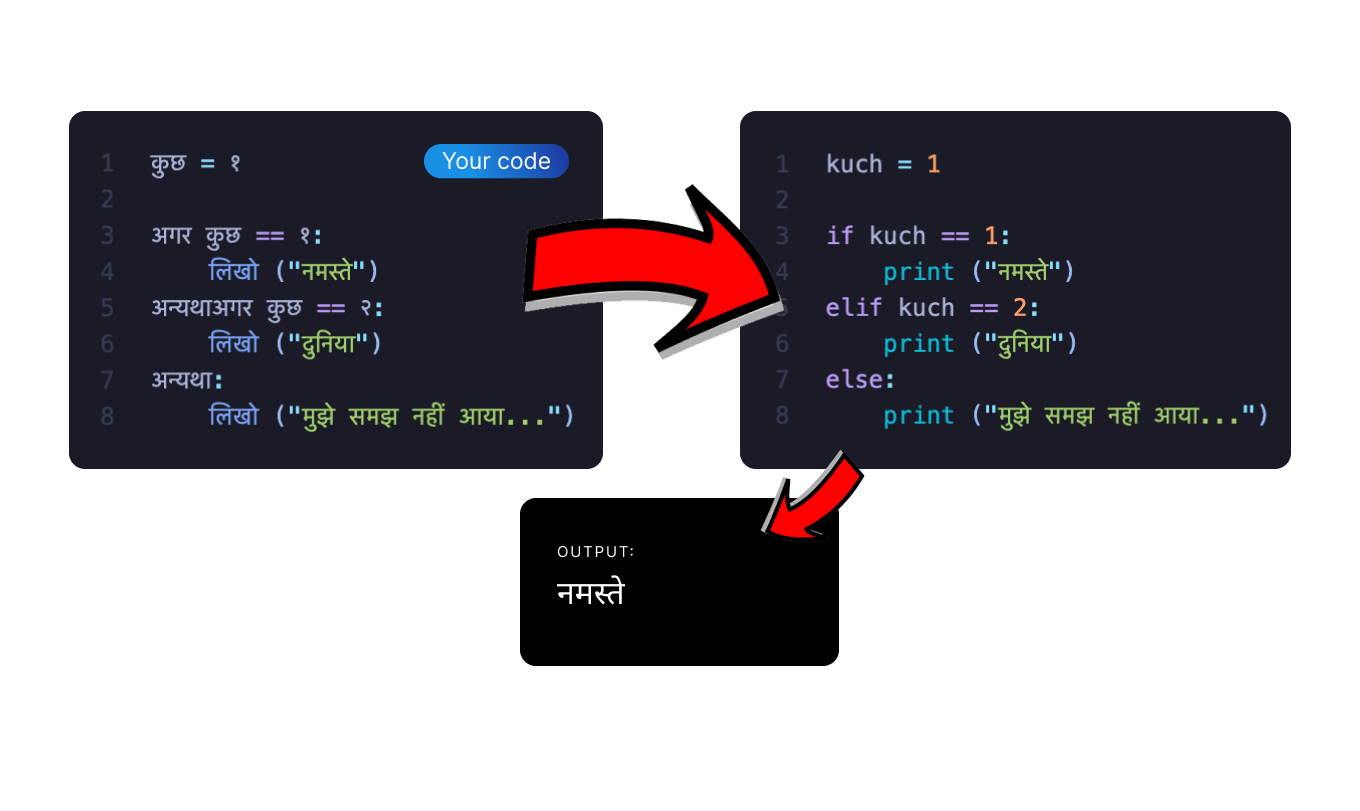 Your code
1 कुछ = १
2
3 अगर कुछ == १:
4     लिखो ("नमस्ते")
5 अन्यथाअगर कुछ == २:
6     लिखो ("दुनिया")
7 अन्यथा:
8     लिखो ("मुझे समझ नहीं आया...")
1 kuch = 1
2
3 if kuch == 1:
4     print ("नमस्ते")
5 elif kuch == 2:
6     print ("दुनिया")
7 else:
8     print ("मुझे समझ नहीं आया...")
OUTPUT:
नमस्ते